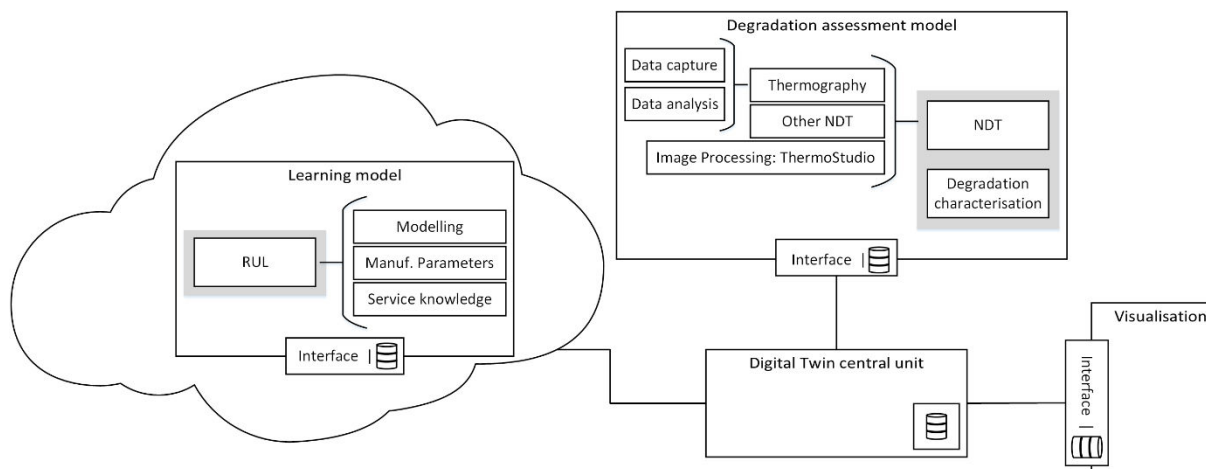 Degradation assessment model
Data capture
Data analysis
Thermography
Other NDT
Image Processing: ThermoStudio
NDT
Degradation
characterisation
Interface |
Learning model
RUL
Modelling
Manuf. Parameters
Service knowledge
Interface |
Digital Twin central unit
Visualisation
Interface |